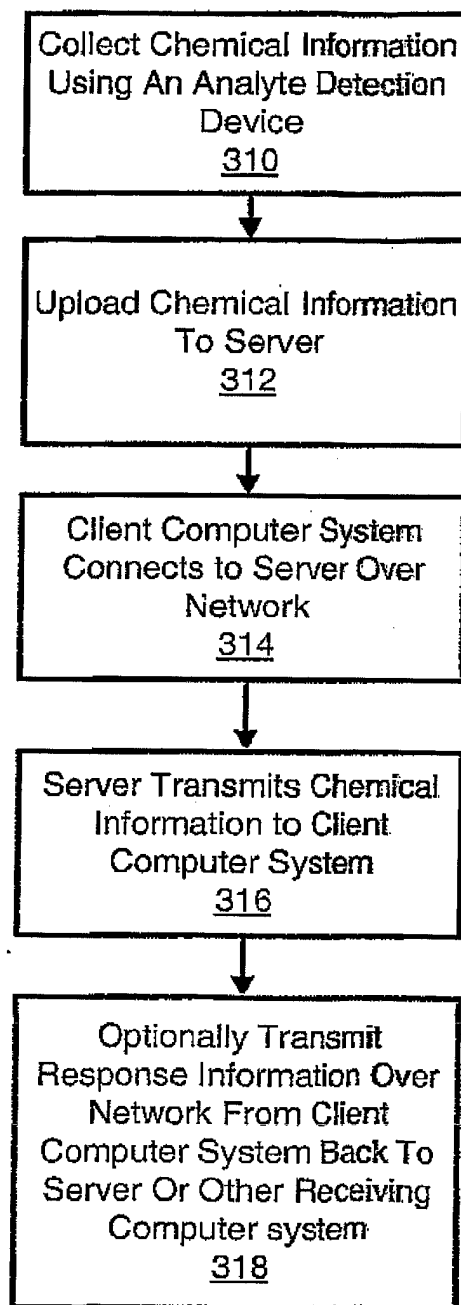 Collect Chemical Information
Using An Analyte Detection
Device
310
Upload Chemical Information
To Server
312
Client Computer System
Connects to Server Over
Network
314
Server Transmits Chemical
Information to Client
Computer System
316
Optionally Transmit
Response Information Over
Network From Client
Computer System Back To
Server Or Other Receiving
Computer system
318